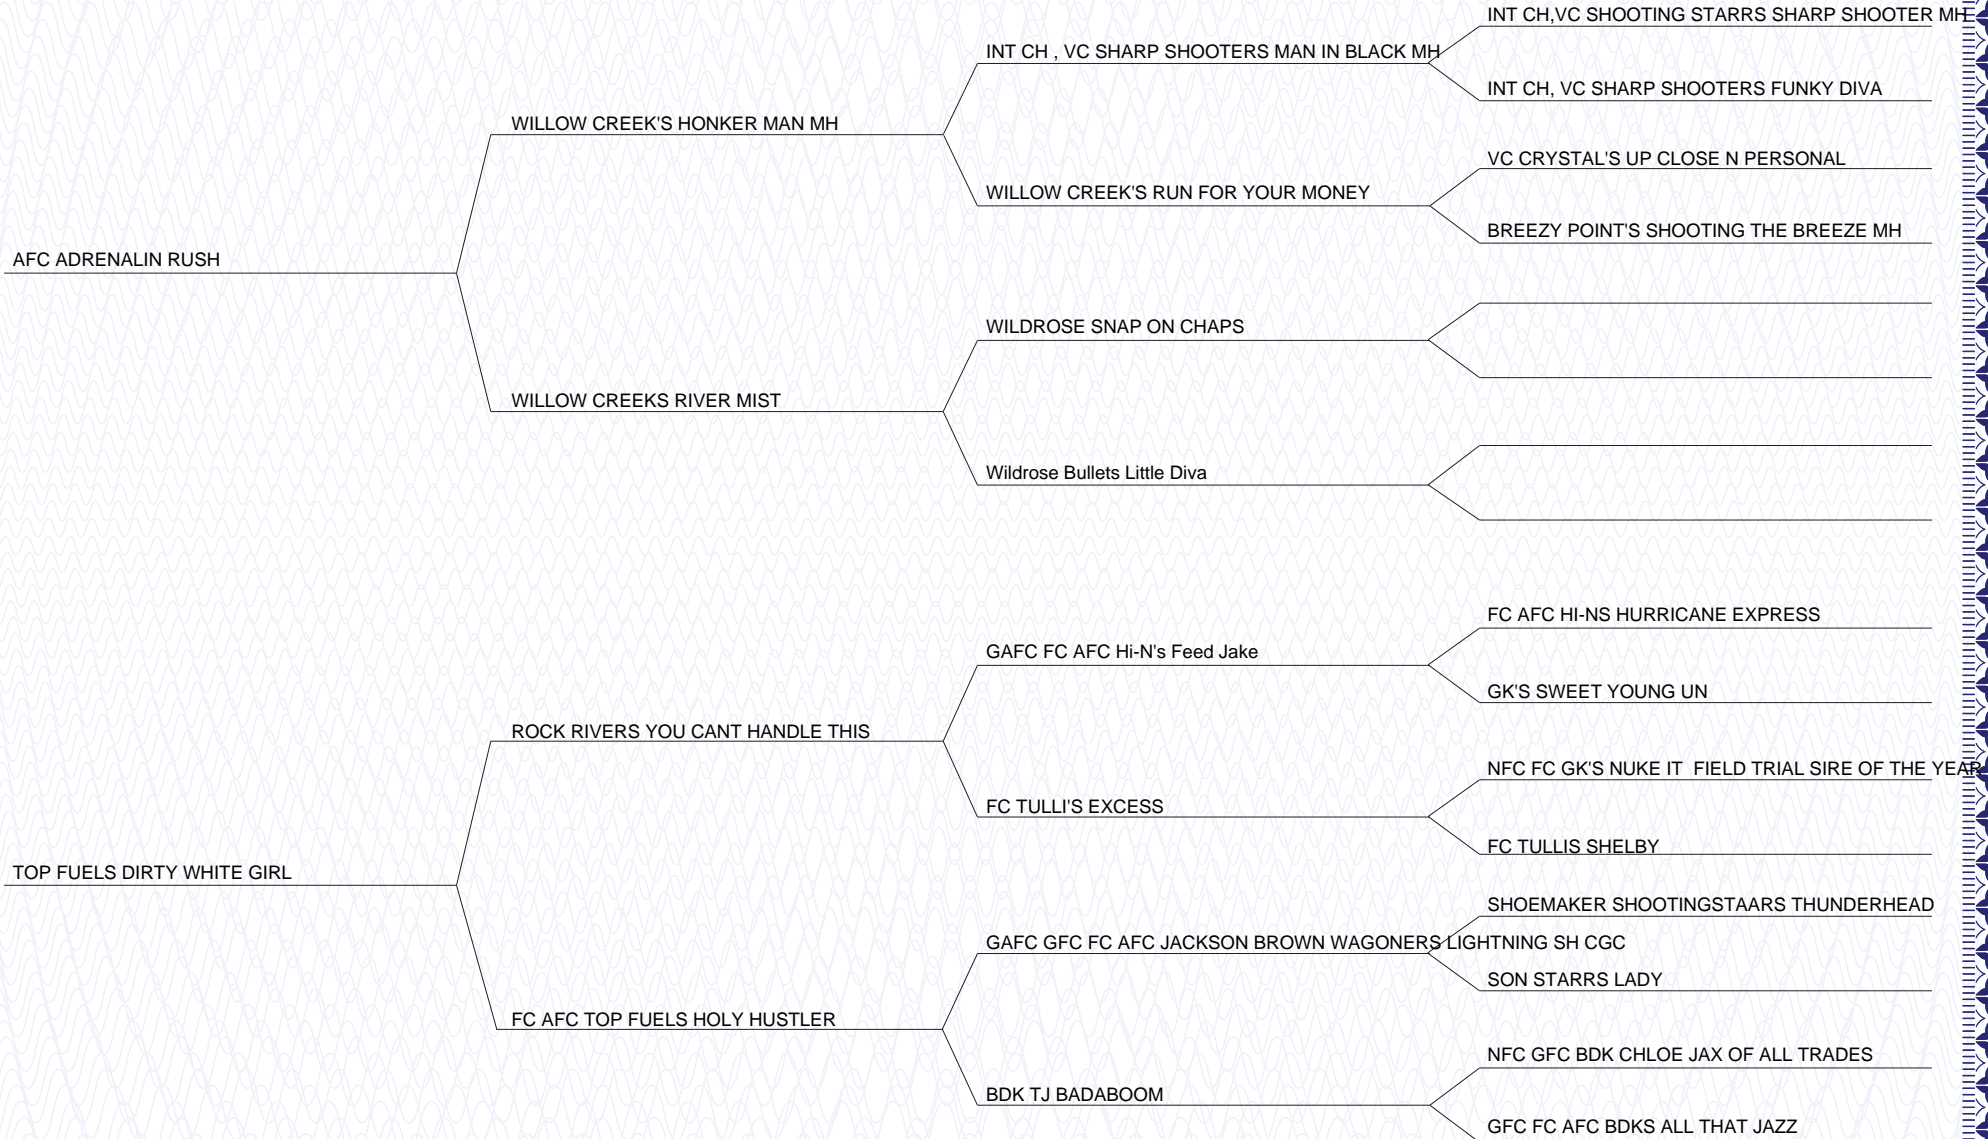 INT CH,VC SHOOTING STARRS SHARP SHOOTER MH
INT CH , VC SHARP SHOOTERS MAN IN BLACK MH
INT CH, VC SHARP SHOOTERS FUNKY DIVA
WILLOW CREEK'S HONKER MAN MH
VC CRYSTAL'S UP CLOSE N PERSONAL
WILLOW CREEK'S RUN FOR YOUR MONEY
BREEZY POINT'S SHOOTING THE BREEZE MH
AFC ADRENALIN RUSH
WILDROSE SNAP ON CHAPS
WILLOW CREEKS RIVER MIST
Wildrose Bullets Little Diva
FC AFC HI-NS HURRICANE EXPRESS
GAFC FC AFC Hi-N's Feed Jake
GK'S SWEET YOUNG UN
ROCK RIVERS YOU CANT HANDLE THIS
NFC FC GK'S NUKE IT  FIELD TRIAL SIRE OF THE YEAR
FC TULLI'S EXCESS
FC TULLIS SHELBY
TOP FUELS DIRTY WHITE GIRL
SHOEMAKER SHOOTINGSTAARS THUNDERHEAD
GAFC GFC FC AFC JACKSON BROWN WAGONERS LIGHTNING SH CGC
SON STARRS LADY
FC AFC TOP FUELS HOLY HUSTLER
NFC GFC BDK CHLOE JAX OF ALL TRADES
BDK TJ BADABOOM
GFC FC AFC BDKS ALL THAT JAZZ